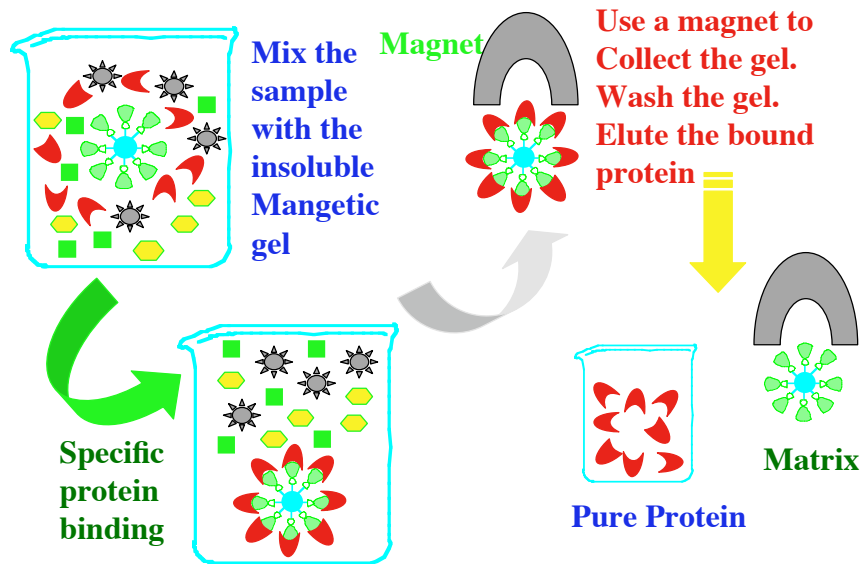 Mix the
sample
with the
insoluble
Mangetic
gel
Magnet
Use a magnet to
Collect the gel.
Wash the gel.
Elute the bound
protein
Specific
protein
binding
Pure Protein
Matrix